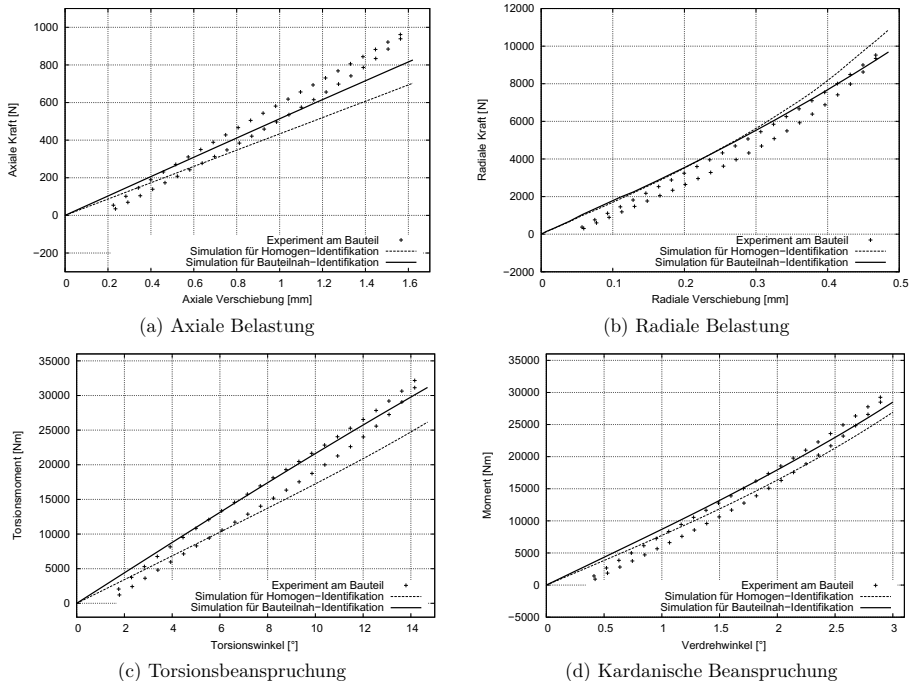 1000
800
600
400
200
0
−200
Axiale Kraft [N]
0 0.2 0.4 0.6 0.8 1 1.2 1.4 1.6
Axiale Verschiebung [mm]
Experiment am Bauteil
Simulation für Homogen−Identifikation
Simulation für Bauteilnah−Identifikation
(a) Axiale Belastung
12000
10000
8000
6000
4000
2000
0
−2000
Radiale Kraft [N]
0 0.1 0.2 0.3 0.4 0.5
Radiale Verschiebung [mm]
Experiment am Bauteil
Simulation für Homogen−Identifikation
Simulation für Bauteilnah−Identifikation
(b) Radiale Belastung
35000
30000
25000
20000
15000
10000
5000
0
Torsionsmoment [Nm]
0 2 4 6 8 10 12 14
Torsionswinkel [°]
Experiment am Bauteil
Simulation für Homogen−Identifikation
Simulation für Bauteilnah−Identifikation
(c) Torsionsbeanspruchung
35000
30000
25000
20000
15000
10000
5000
0
−5000
Moment [Nm]
0 0.5 1 1.5 2 2.5 3
Verdrehwinkel [°]
Experiment am Bauteil
Simulation für Homogen−Identifikation
Simulation für Bauteilnah−Identifikation
(d) Kardanische Beanspruchung